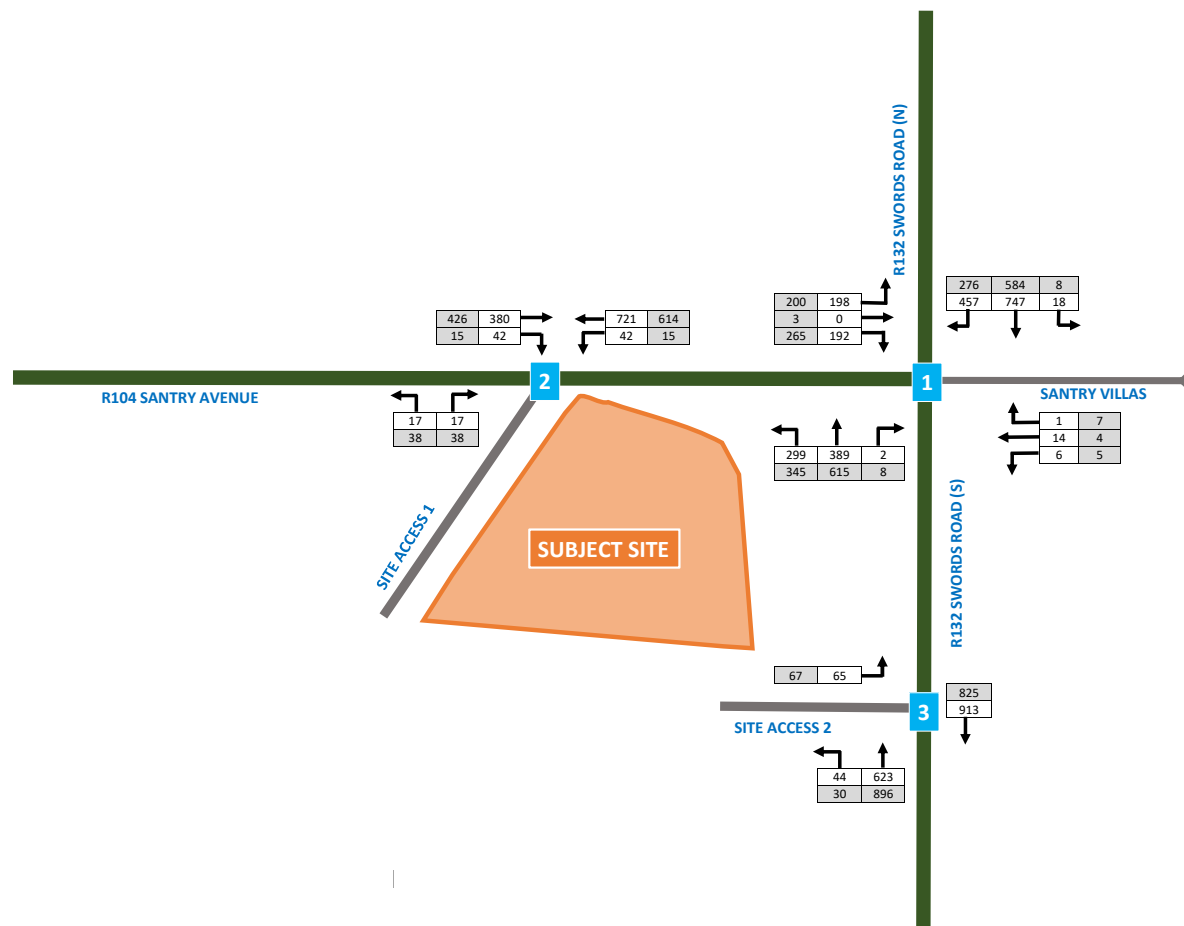 R132 SWORDS ROAD (N)
276 584 8
457 747 18
200 198
3 0
265 192
426 380
15 42
721 614
42 15
2
1
R104 SANTRY AVENUE
SANTRY VILLAS
17 17
38 38
1 7
14 4
6 5
299 389 2
345 615 8
SITE ACCESS 1
SUBJECT SITE
R132 SWORDS ROAD (S)
67 65
825
913
3
SITE ACCESS 2
44 623
30 896